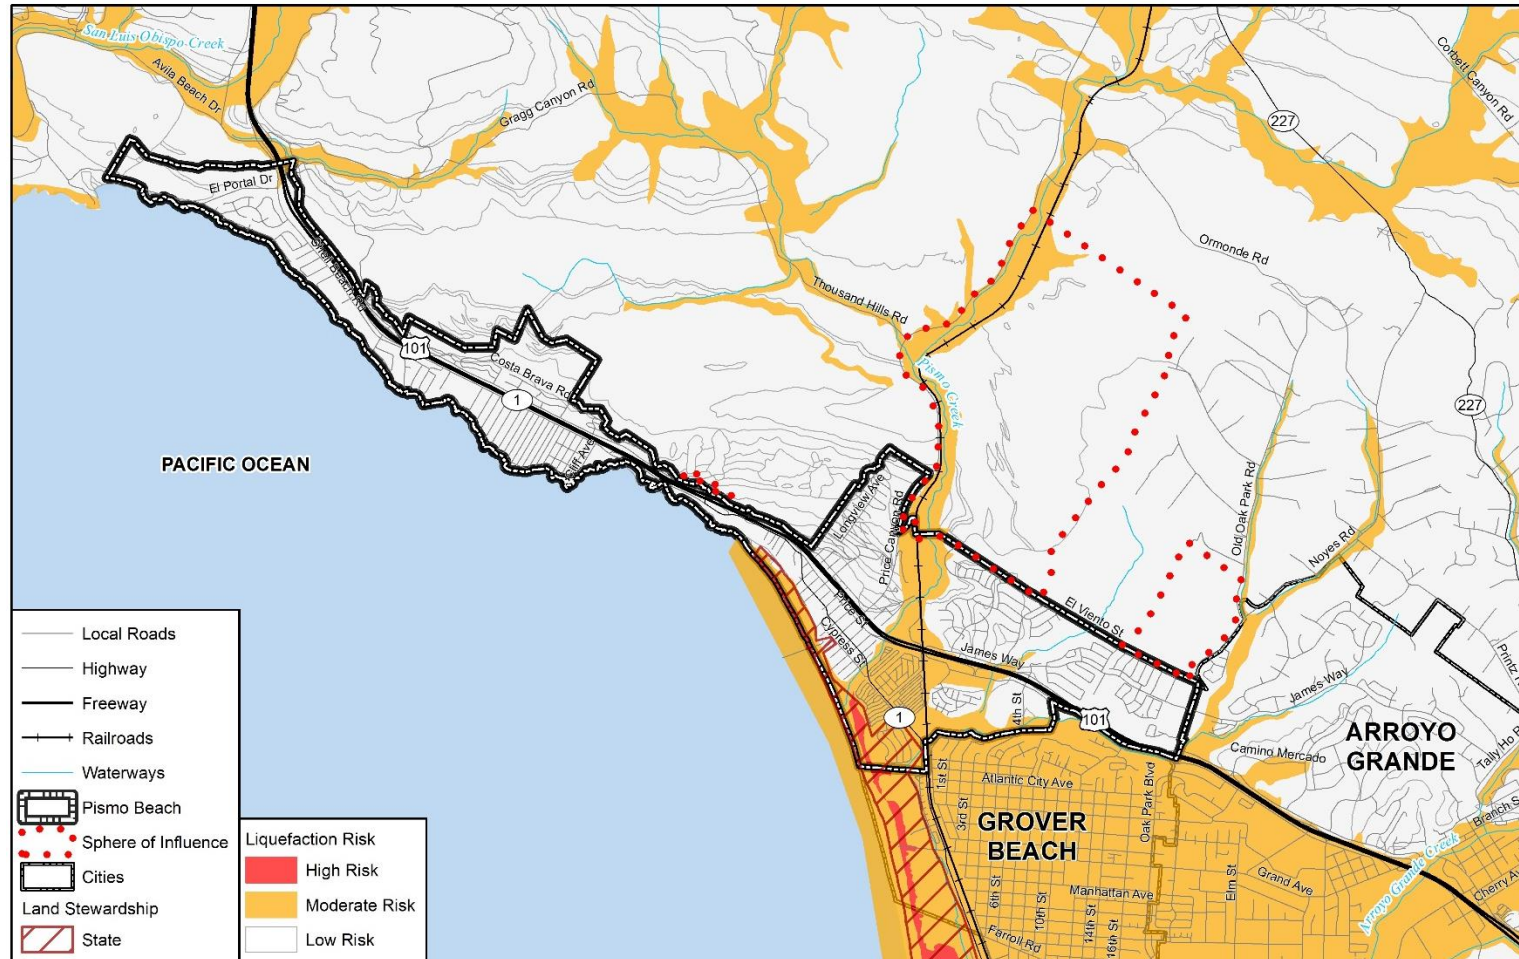 San Luis Obispo Creek
Avila Beach Dr
Gragg Canyon Rd
Corbett Canyon Rd
227
El Portal Dr
Shell Beach Rd
Ormonde Rd
Thousand Hills Rd
101
Costa Brava Rd
1
Pismo Creek
227
PACIFIC OCEAN
Cliff Ave
Longview Ave
Price Canyon Rd
Old Oak Park Rd
Noyes Rd
El Viento St
Price St
Cypress St
James Way
James Way
Printz
4th St
1
101
ARROYO
GRANDE
Camino Mercado
Tally Ho R
1st St
Atlantic City Ave
Oak Park Blvd
3rd St
GROVER
BEACH
Branch S
Arroyo Grande Creek
Grand Ave
Elm St
Cherry Av
Manhattan Ave
6th St
10th St
14th St
16th St
Farroll Rd
Local Roads
Highway
Freeway
Railroads
Waterways
Pismo Beach
Sphere of Influence
Cities
Land Stewardship
State
Liquefaction Risk
High Risk
Moderate Risk
Low Risk